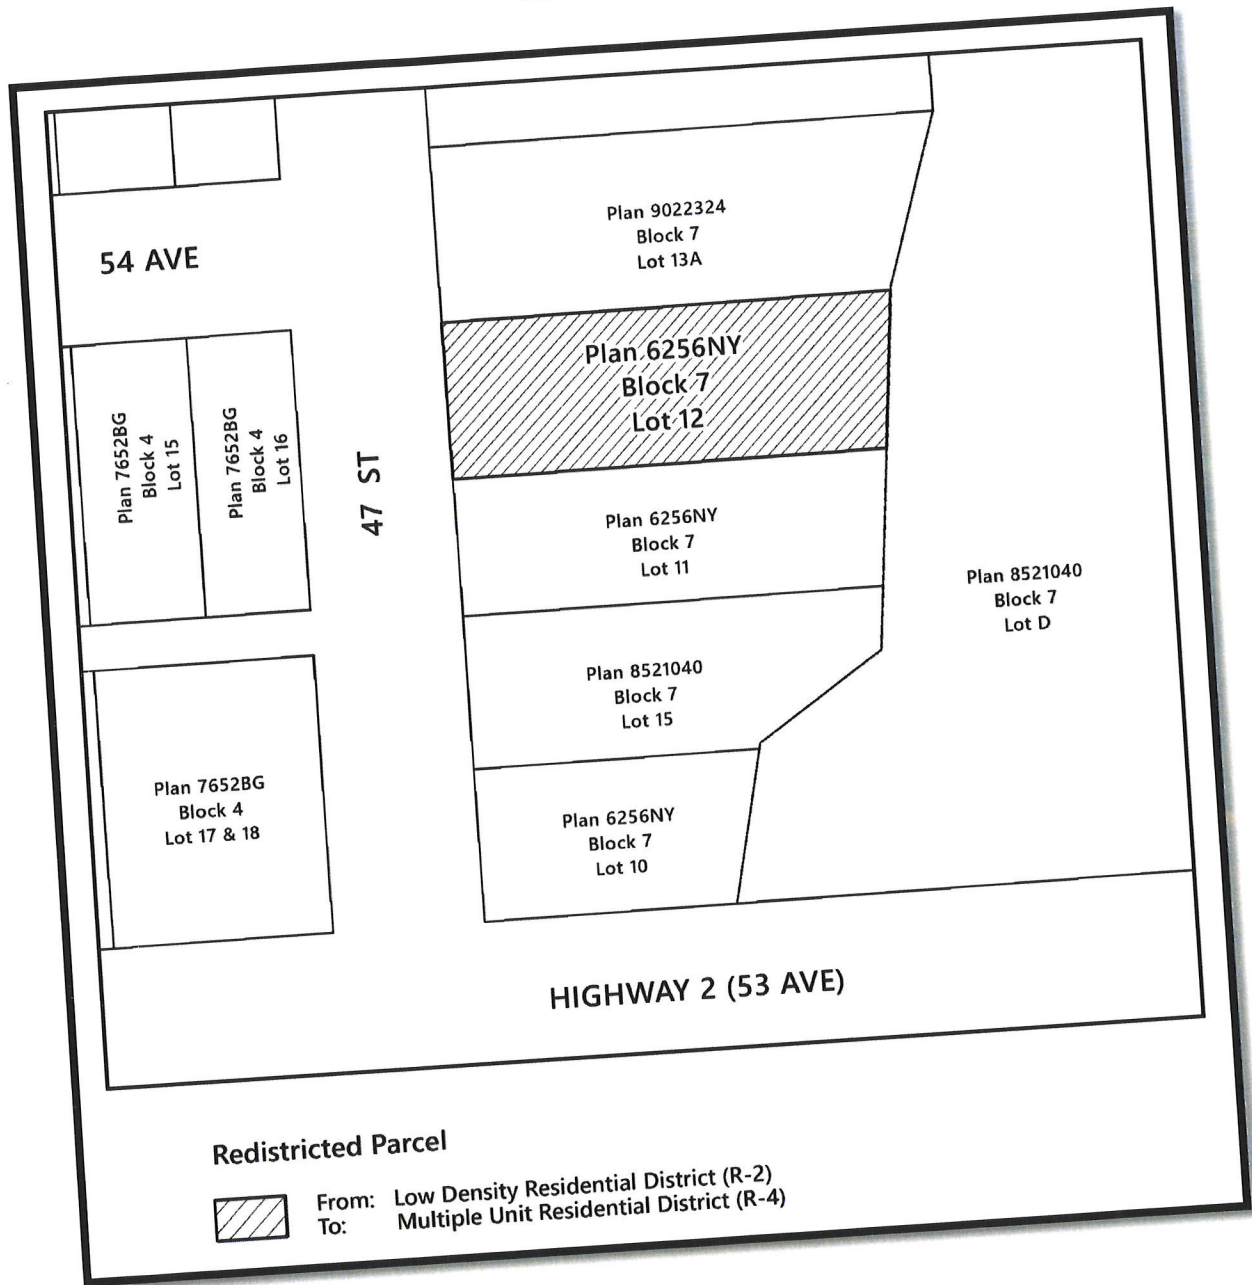 Plan 9022324
Block 7
Lot 13A
54 AVE
Plan 6256NY
Block 7
Lot 12
Plan 7652BG
Block 4
Lot 15
Plan 7652BG
Block 4
Lot 16
47 ST
Plan 6256NY
Block 7
Lot 11
Plan 8521040
Block 7
Lot D
Plan 8521040
Block 7
Lot 15
Plan 7652BG
Block 4
Lot 17 & 18
Plan 6256NY
Block 7
Lot 10
HIGHWAY 2 (53 AVE)
Redistricted Parcel
From: Low Density Residential District (R-2)
To: Multiple Unit Residential District (R-4)